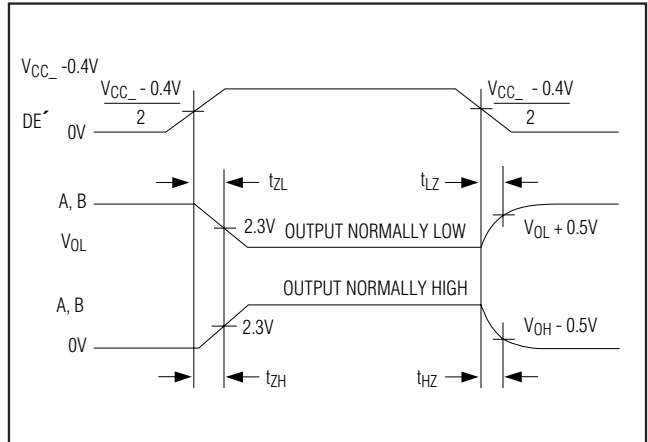 VCC_ -0.4V
VCC_ - 0.4V
2
VCC_ - 0.4V
2
DE´
0V
tZL
tLZ
A, B
2.3V
OUTPUT NORMALLY LOW
VOL + 0.5V
VOL
OUTPUT NORMALLY HIGH
A, B
2.3V
VOH - 0.5V
0V
tZH
tHZ